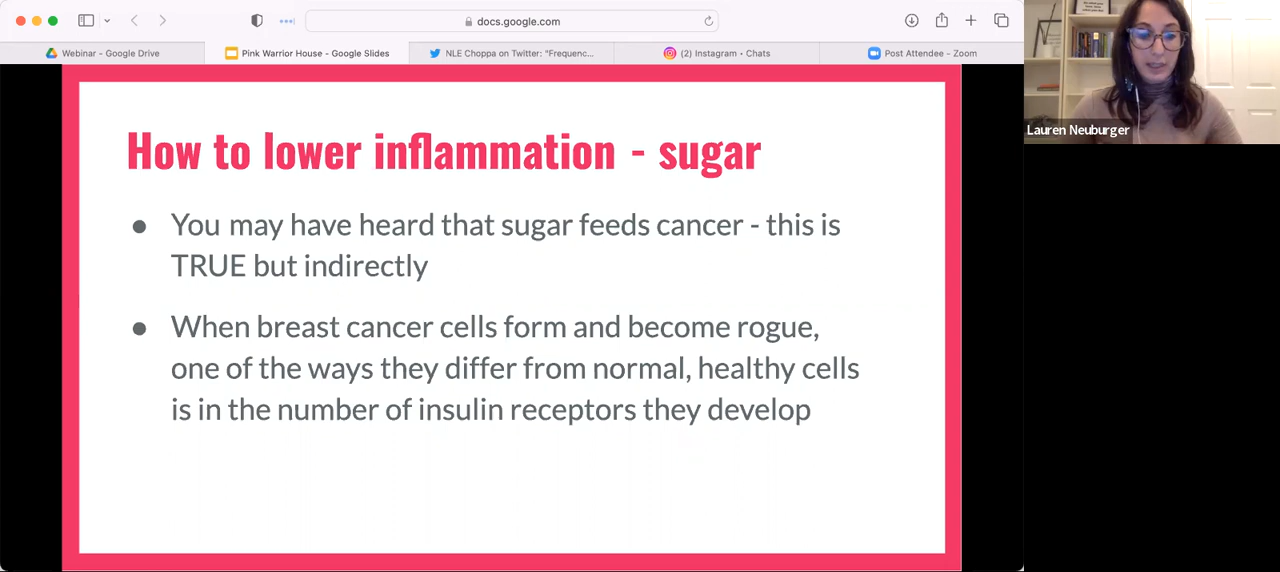 docs.google.com
Webinar - Google Drive
Pink Warrior House - Google Slides
NLE Choppa on Twitter: "Frequenc...
(2) Instagram • Chats
Post Attendee - Zoom
Lauren Neuburger
How to lower inflammation - sugar
● You may have heard that sugar feeds cancer - this is
TRUE but indirectly
● When breast cancer cells form and become rogue,
one of the ways they differ from normal, healthy cells
is in the number of insulin receptors they develop